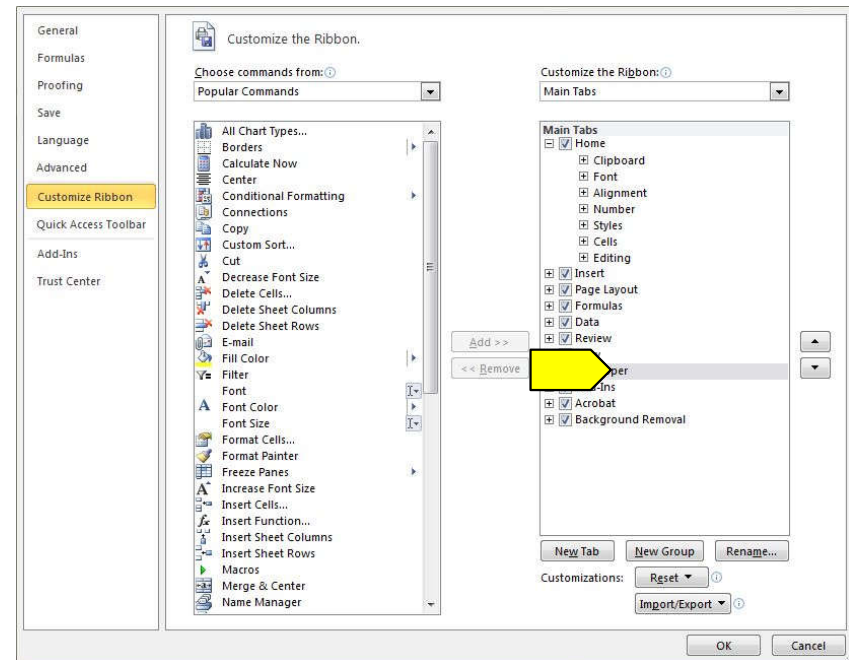 General
Formulas
Proofing
Save
Language
Advanced
Customize Ribbon
Quick Access Toolbar
Add-Ins
Trust Center
Customize the Ribbon.
Choose commands from:
Popular Commands
All Chart Types...
Borders
Calculate Now
Center
Conditional Formatting
Connections
Copy
Custom Sort...
Cut
Decrease Font Size
Delete Cells...
Delete Sheet Columns
Delete Sheet Rows
E-mail
Fill Color
Filter
Font
Font Color
Font Size
Format Cells...
Format Painter
Freeze Panes
Increase Font Size
Insert Cells...
Insert Function...
Insert Sheet Columns
Insert Sheet Rows
Macros
Merge & Center
Name Manager
Add >>
<< Remove
Customize the Ribbon:
Main Tabs
Main Tabs
Home
Clipboard
Font
Alignment
Number
Styles
Cells
Editing
Insert
Page Layout
Formulas
Data
Review
per
-Ins
Acrobat
Background Removal
New Tab New Group Rename...
Customizations: Reset
Import/Export
OK Cancel